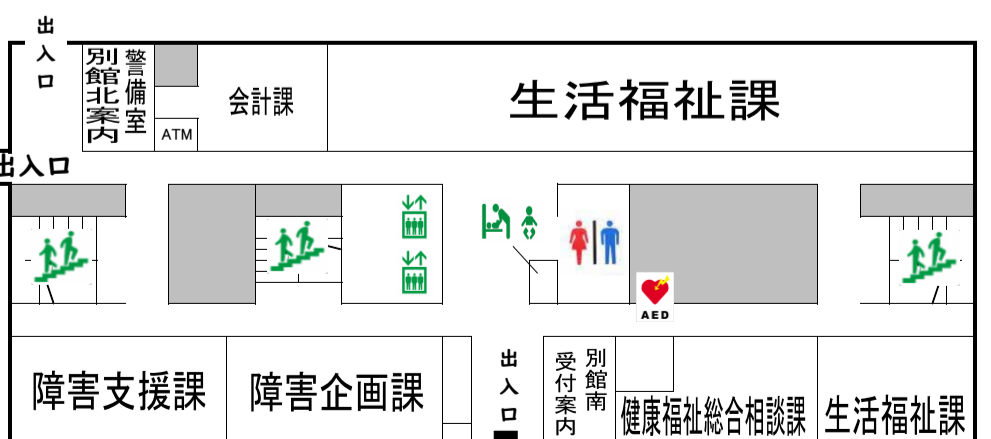 出入口
別館北案内
警備室
ATM
会計課
生活福祉課
出入口
AED
障害支援課
障害企画課
出入口
別館南
受付案内
健康福祉総合相談課
生活福祉課